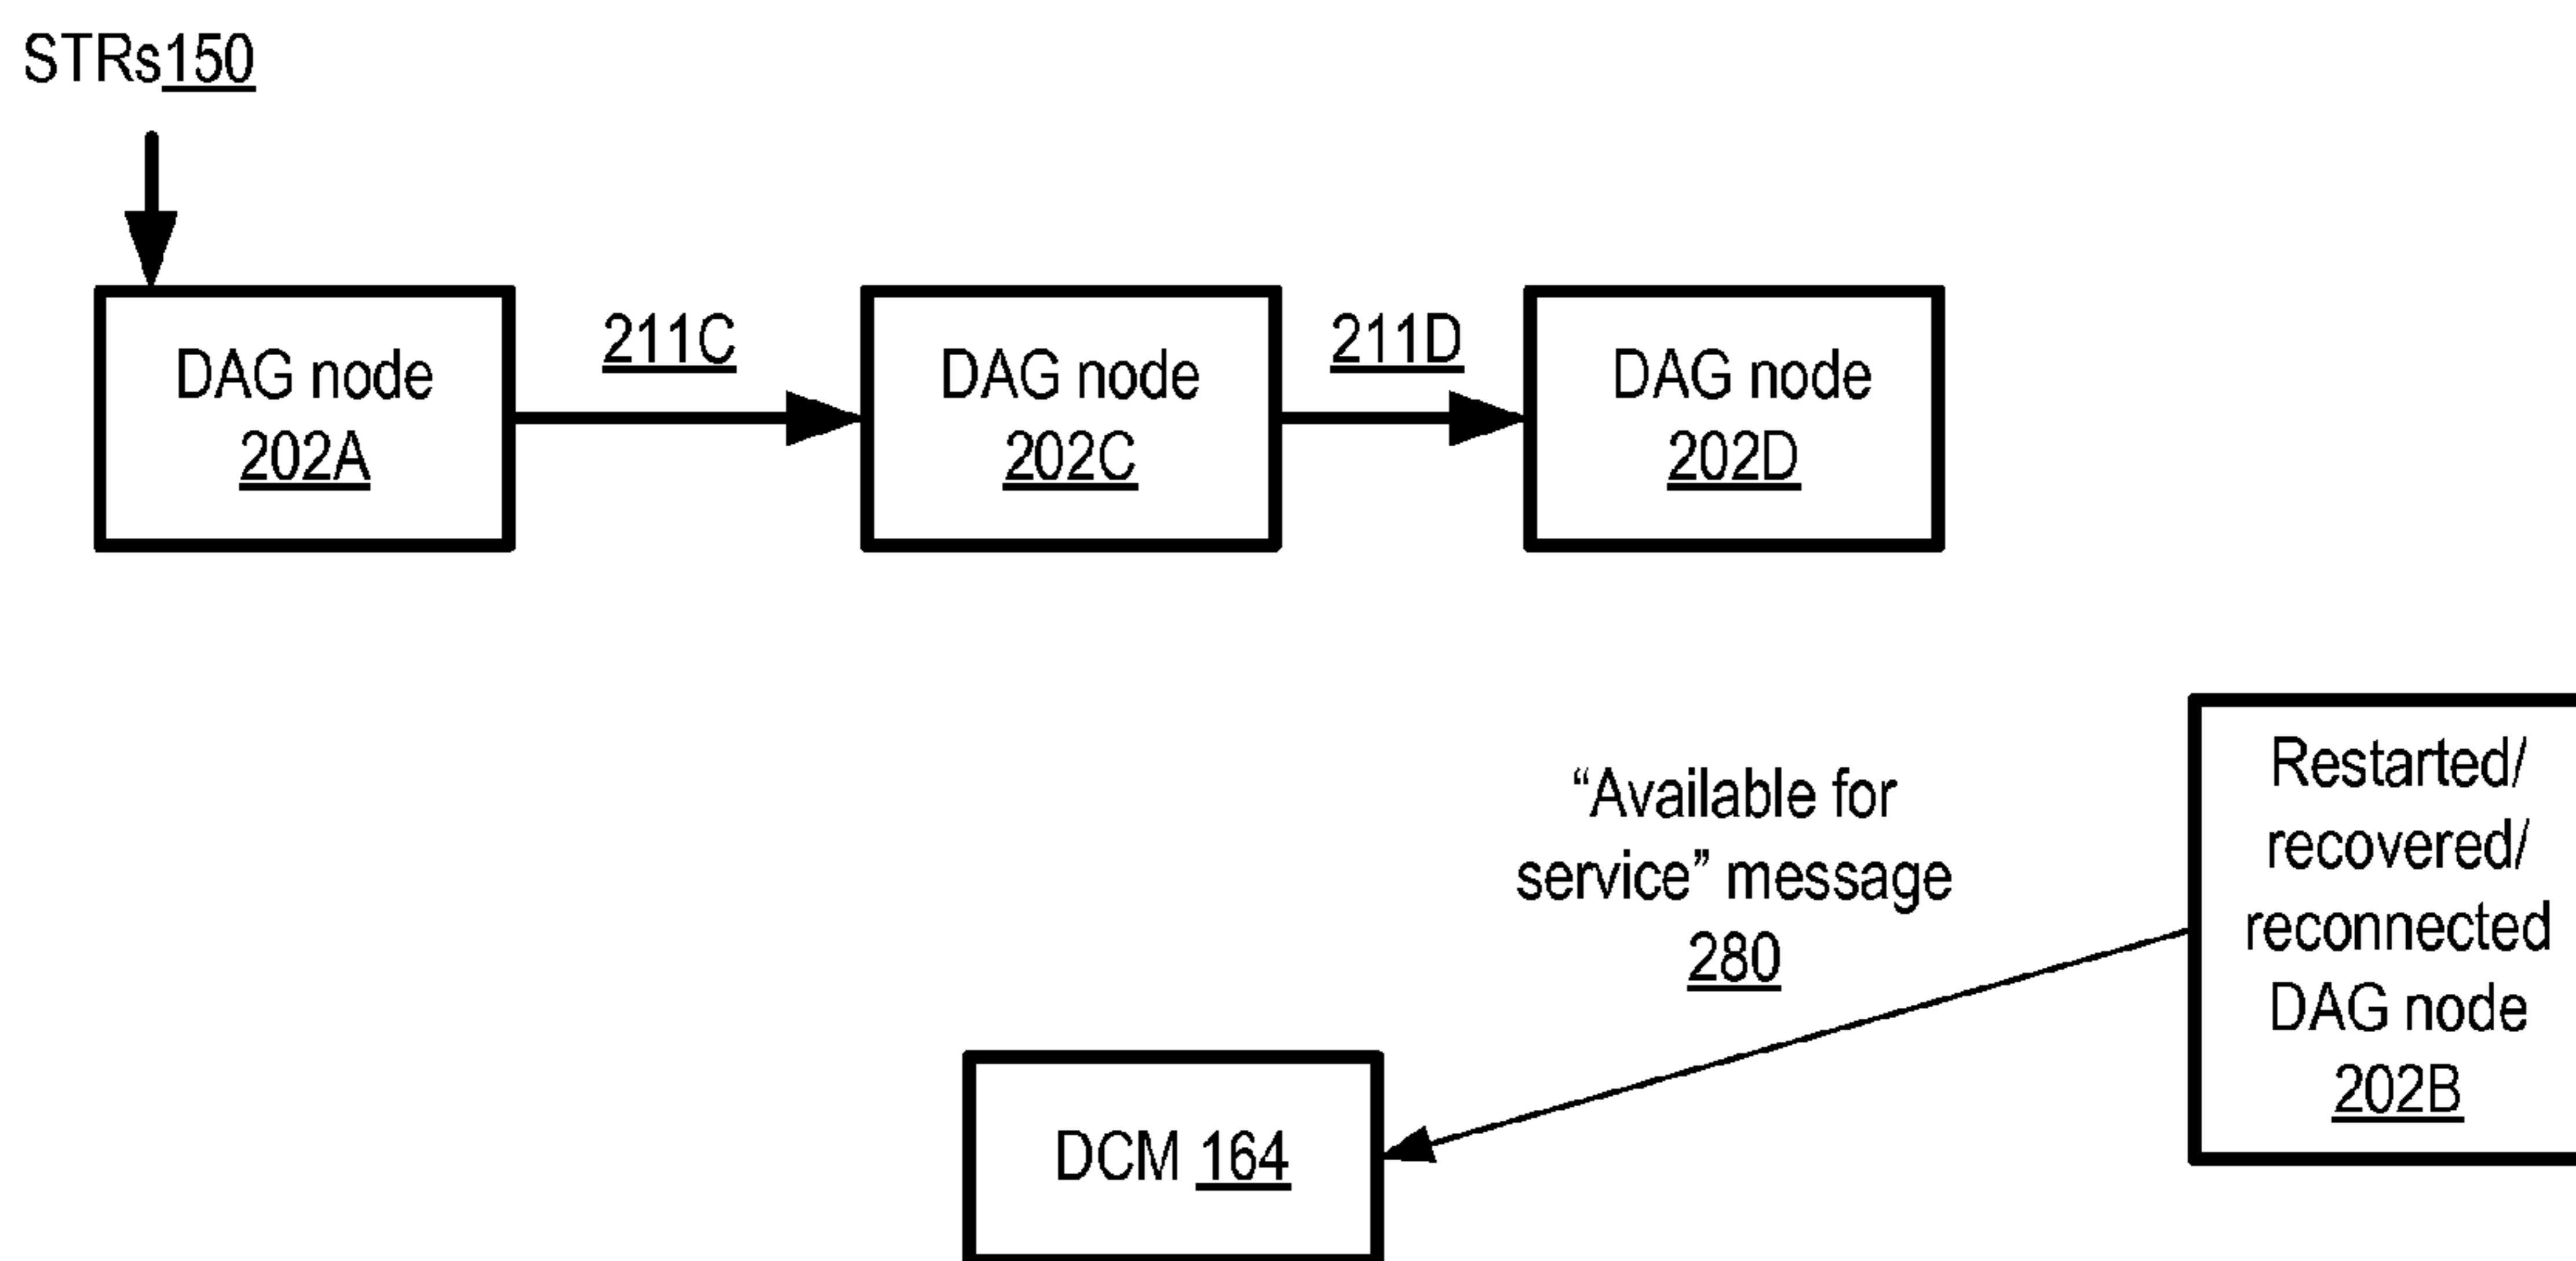 STRs150
DAG node
202A
211C
DAG node
202C
211D
DAG node
202D
“Available for
service” message
280
Restarted/
recovered/
reconnected
DAG node
202B
DCM 164